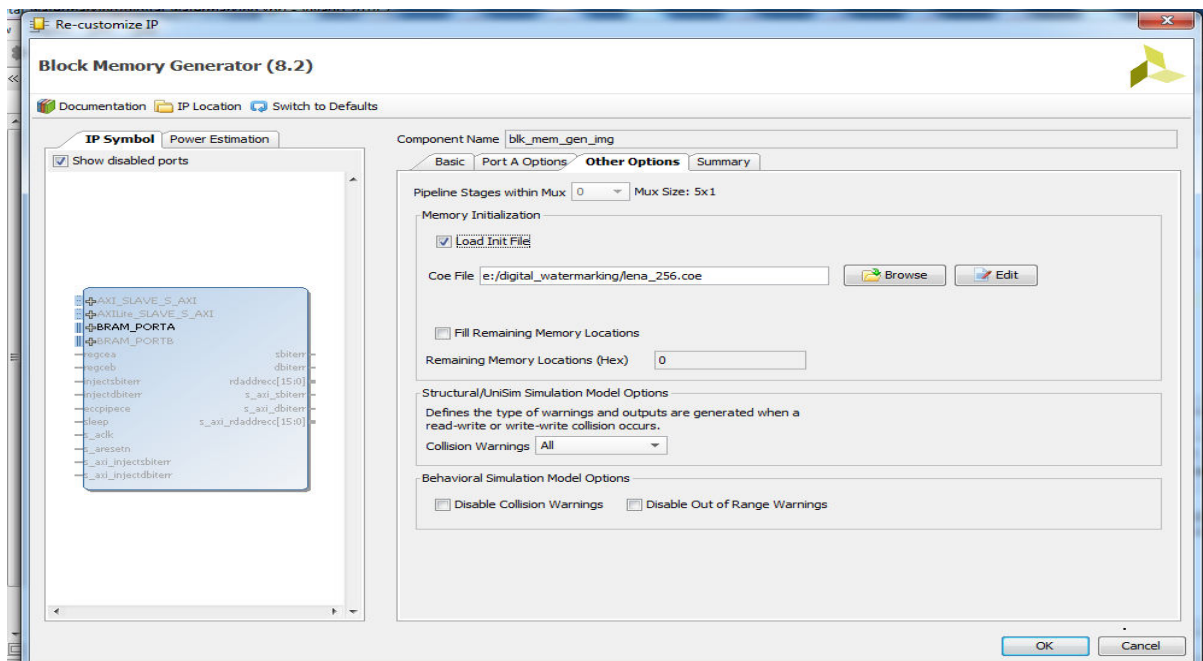 Re-customize IP
Block Memory Generator (8.2)
Documentation IP Location Switch to Defaults
IP Symbol Power Estimation
Show disabled ports
AXI_SLAVE_S_AXI
AXILite_SLAVE_S_AXI
BRAM_PORTA
BRAM_PORTB
regcea sbiterr
regceb dbiterr
injectsbiterr rdaddrecc[15:0]
injectdbiterr s_axi_sbiterr
eccpipece s_axi_dbiterr
sleep s_axi_rdaddrecc[15:0]
s_aclk
s_aresetn
s_axi_injectsbiterr
s_axi_injectdbiterr
Component Name blk_mem_gen_img
Basic Port A Options Other Options Summary
Pipeline Stages within Mux 0 Mux Size: 5x1
Memory Initialization
Load Init File
Coe File e:/digital_watermarking/lena_256.coe Browse Edit
Fill Remaining Memory Locations
Remaining Memory Locations (Hex) 0
Structural/UniSim Simulation Model Options
Defines the type of warnings and outputs are generated when a
read-write or write-write collision occurs.
Collision Warnings All
Behavioral Simulation Model Options
Disable Collision Warnings Disable Out of Range Warnings
OK Cancel